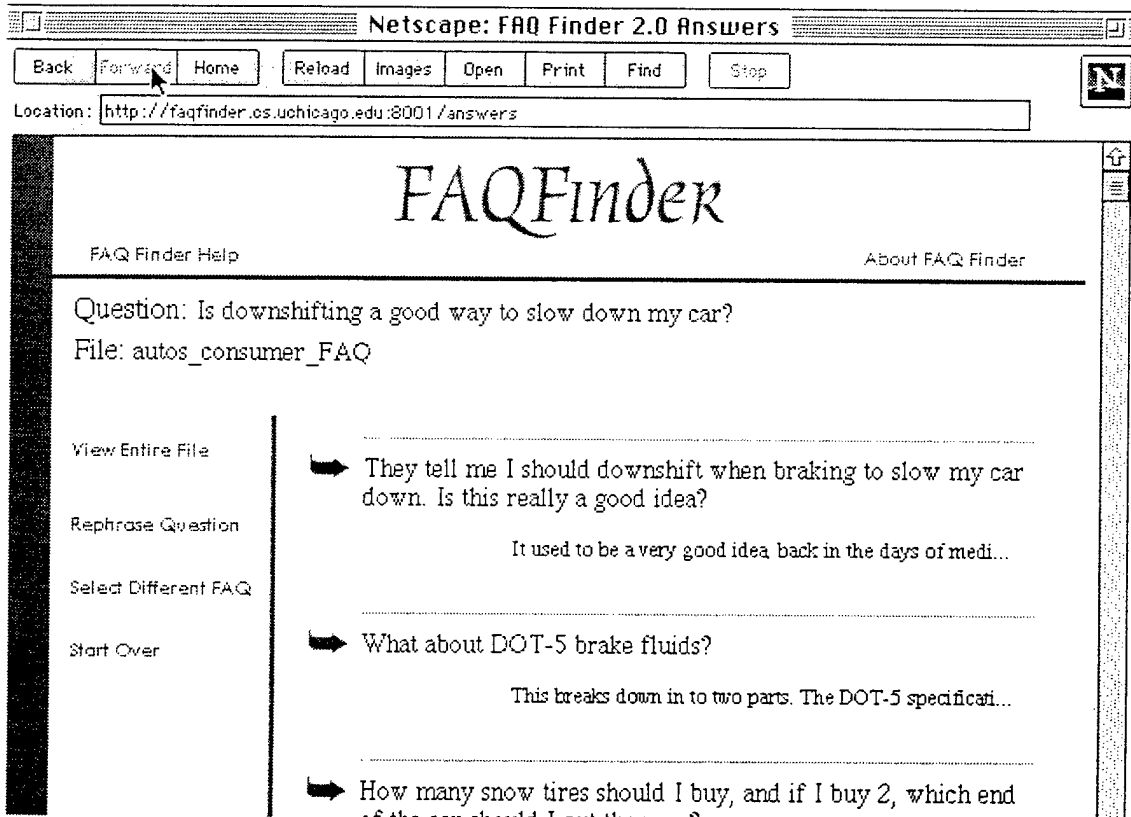 Netscape: FAQ Finder 2.0 Answers
Back Forward Home Reload Images Open Print Find Stop
N
Location: http://faqfinder.cs.uchicago.edu:8001/answers
FAQFinder
FAQ Finder Help About FAQ Finder
Question: Is downshifting a good way to slow down my car?
File: autos_consumer_FAQ
View Entire File
They tell me I should downshift when braking to slow my car
down. Is this really a good idea?
Rephrase Question
It used to be a very good idea back in the days of medi...
Select Different FAQ
Start Over
What about DOT-5 brake fluids?
This breaks down in to two parts. The DOT-5 specificati...
How many snow tires should I buy, and if I buy 2, which end